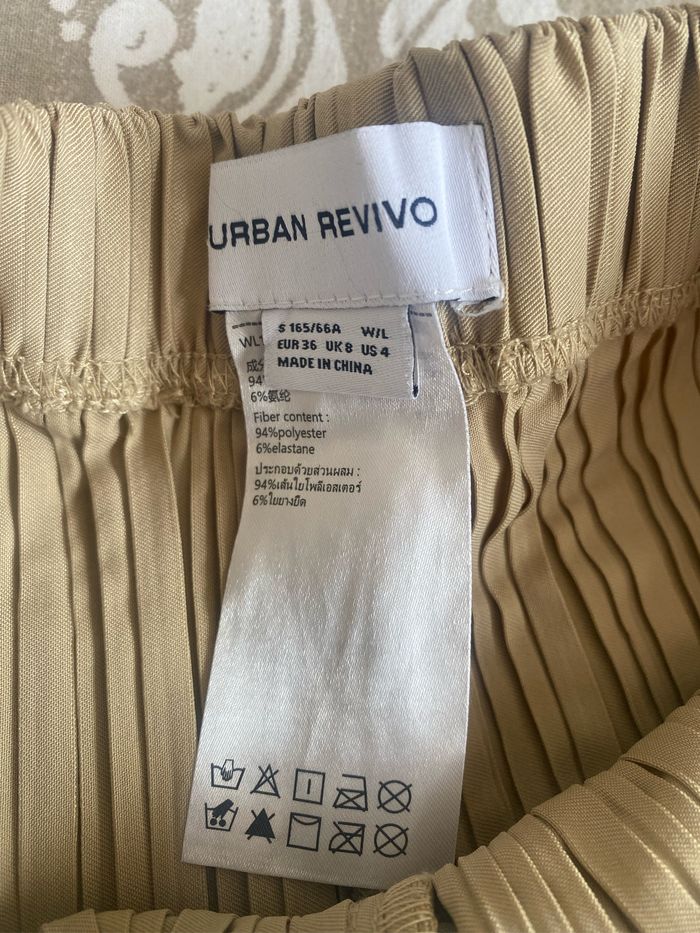 URBAN REVIVO
S 165/66A W/L
EUR 36 UK 8 US 4
MADE IN CHINA
6%氨纶
Fiber content :
94%polyester
6%elastane
ประกอบด้วยส่วนผสม :
94%เส้นใยโพลีเอสเตอร์
6%ใยยางยืด